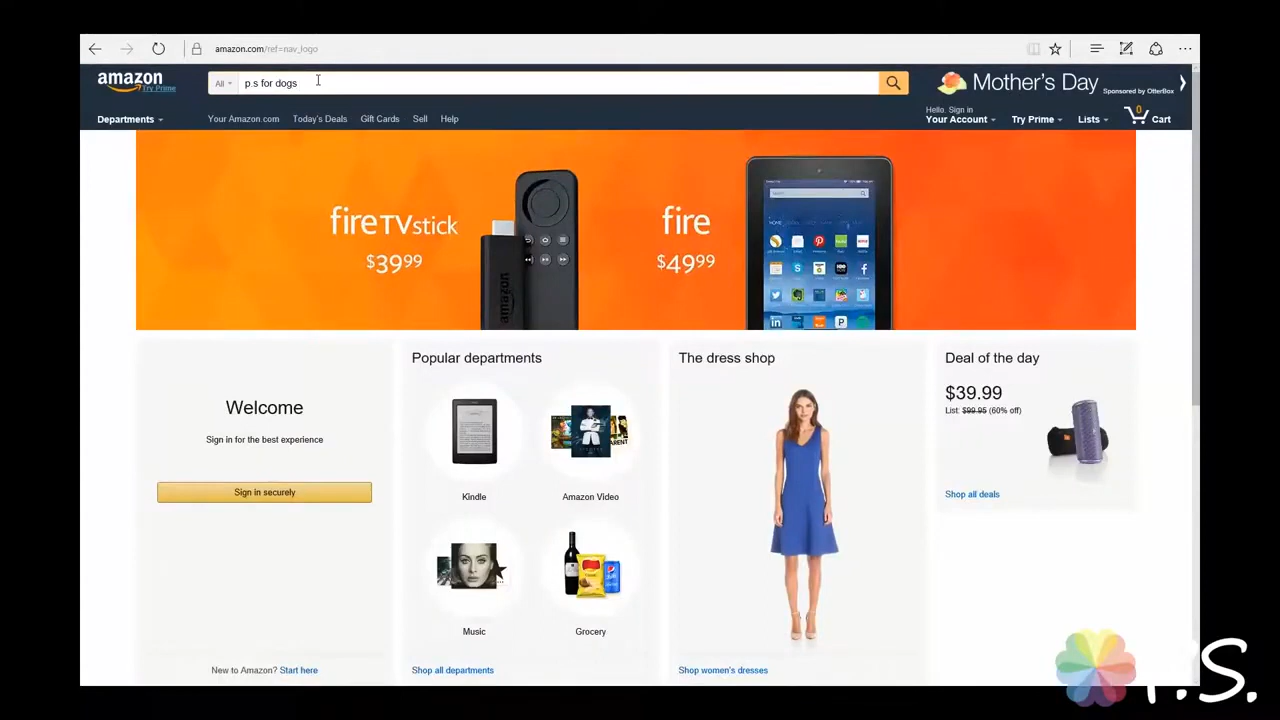 amazon.com/ref=nav_logo
amazon
Try Prime
All
p.s for dogs
Mother's Day
Sponsored by OtterBox
Departments
Your Amazon.com
Today's Deals
Gift Cards
Sell
Help
Hello. Sign in
Your Account
Try Prime
Lists
0
Cart
fireTVstick
$39.99
fire
$49.99
Welcome
Sign in for the best experience
Sign in securely
New to Amazon? Start here
Popular departments
Kindle
Amazon Video
Music
Grocery
Shop all departments
The dress shop
Shop women's dresses
Deal of the day
$39.99
List: $99.95 (60% off)
Shop all deals
P.S.